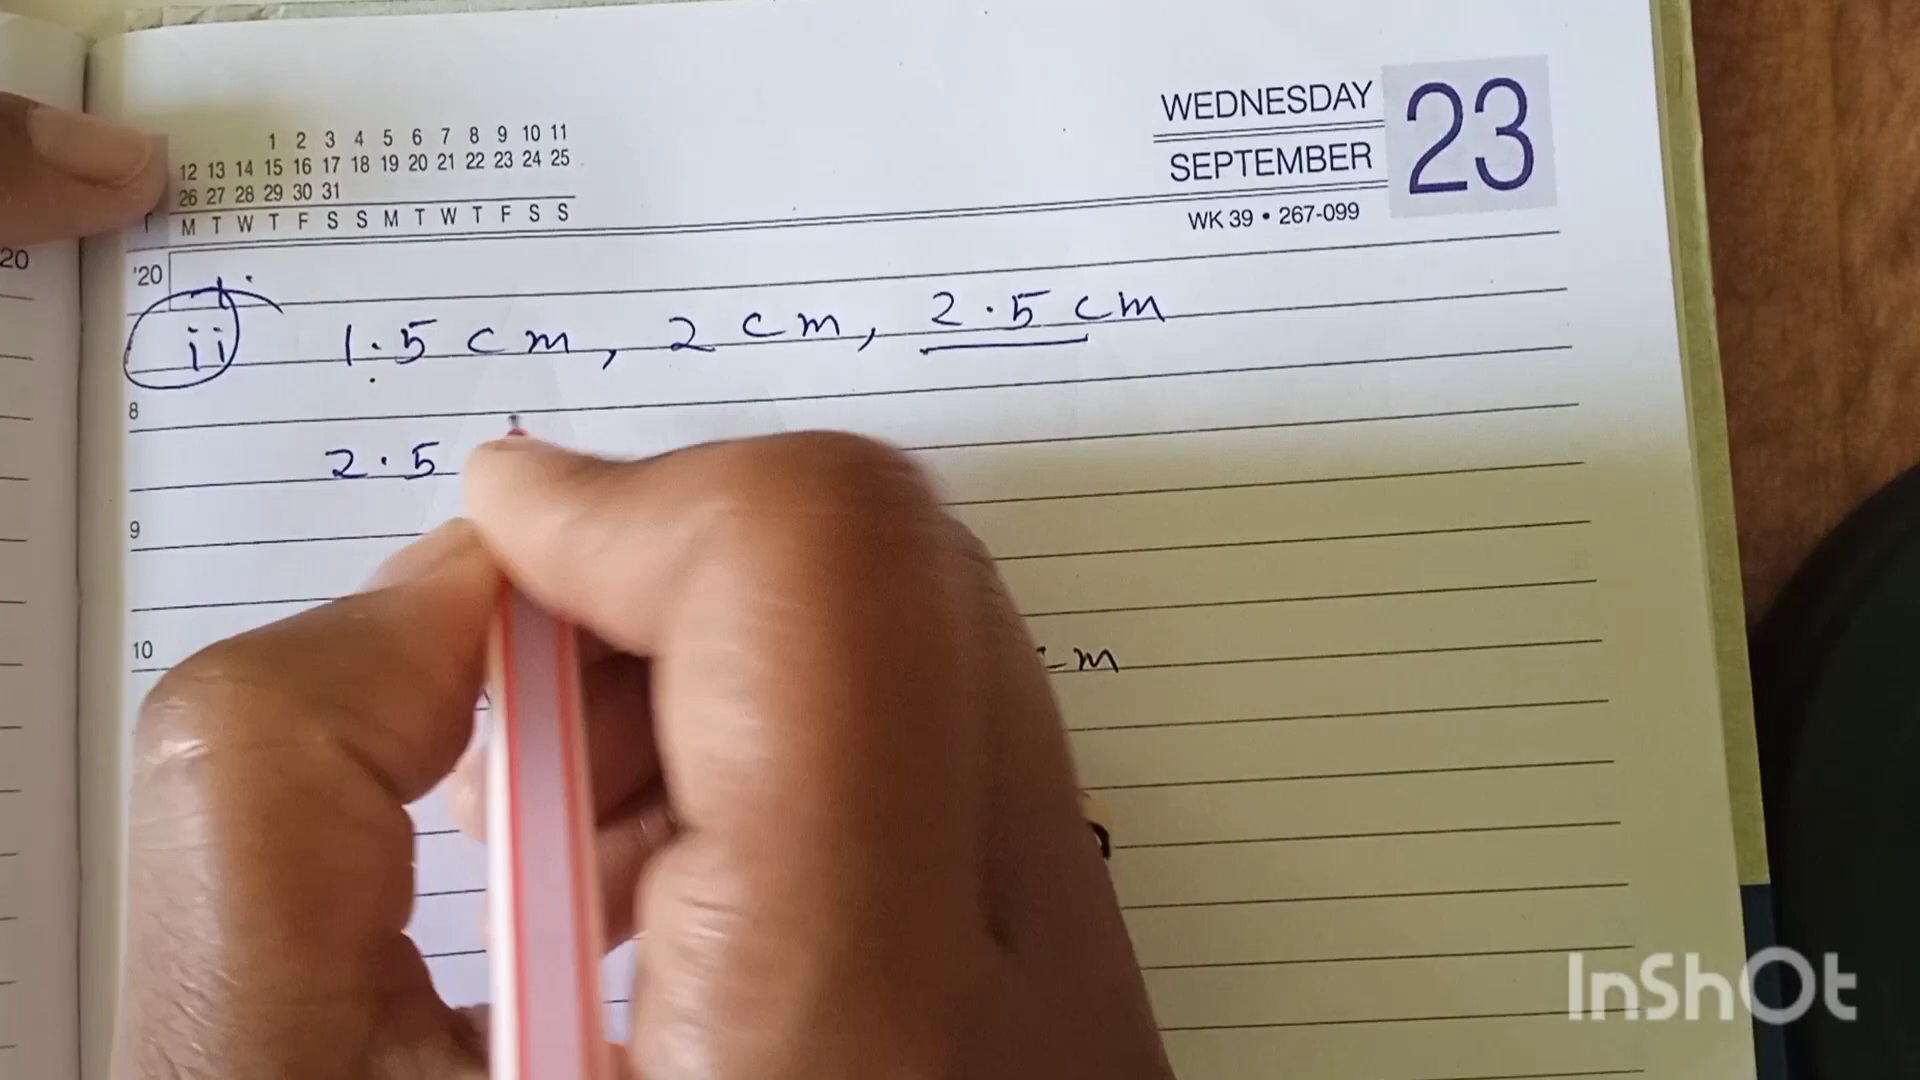 WEDNESDAY
SEPTEMBER
23
WK 39 • 267-099
1 2 3 4 5 6 7 8 9 10 11
12 13 14 15 16 17 18 19 20 21 22 23 24 25
26 27 28 29 30 31
M T W T F S S M T W T F S S
20
'20
ii 1.5 cm, 2 cm, 2.5 cm
8
2.5
9
10
cm
InShOt